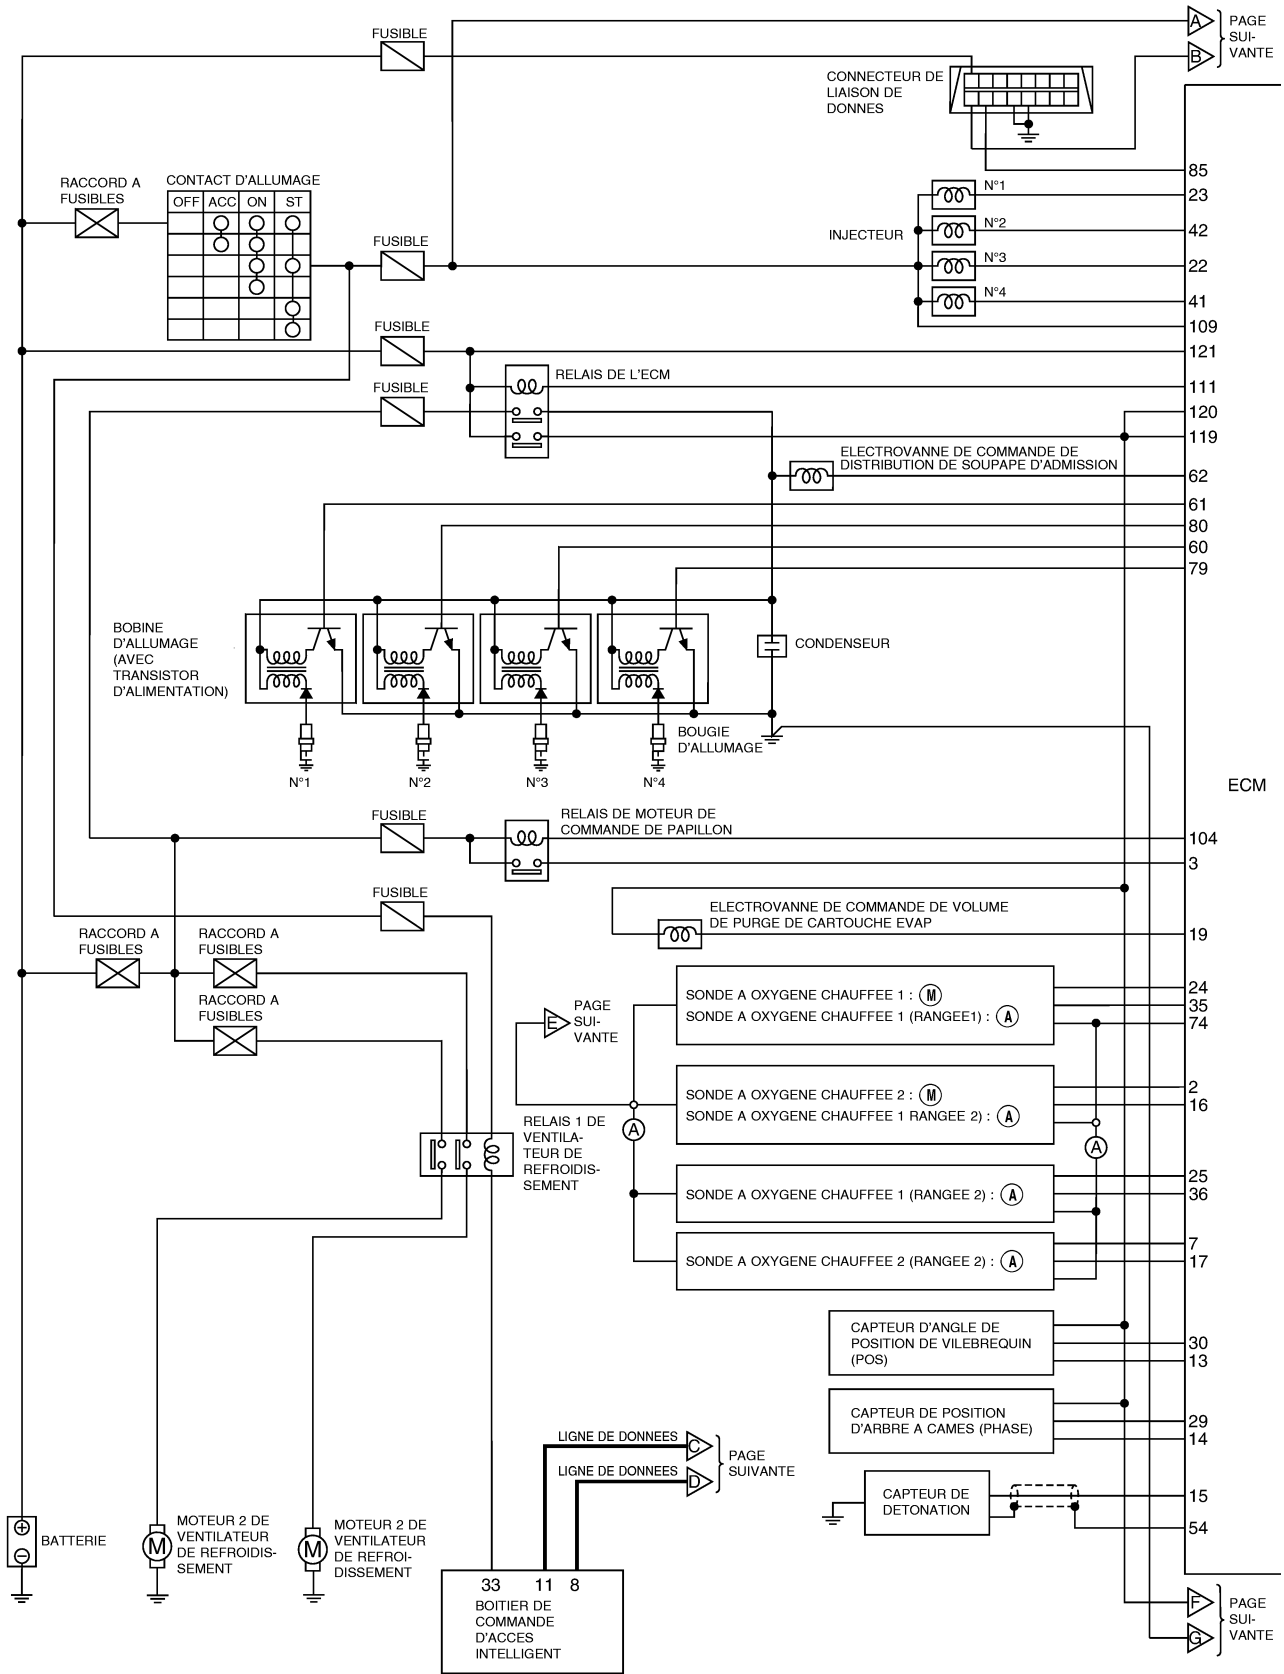 FUSIBLE
A
B
PAGE
SUI-
VANTE
CONNECTEUR DE
LIAISON DE
DONNES
85
RACCORD A
FUSIBLES
CONTACT D'ALLUMAGE
OFF ACC ON ST
N°1
23
FUSIBLE
INJECTEUR
N°2
42
N°3
22
N°4
41
109
FUSIBLE
121
RELAIS DE L'ECM
111
FUSIBLE
120
119
ELECTROVANNE DE COMMANDE DE
DISTRIBUTION DE SOUPAPE D'ADMISSION
62
61
80
60
79
BOBINE
D'ALLUMAGE
(AVEC
TRANSISTOR
D'ALIMENTATION)
CONDENSEUR
BOUGIE
D'ALLUMAGE
N°1
N°2
N°3
N°4
ECM
FUSIBLE
RELAIS DE MOTEUR DE
COMMANDE DE PAPILLON
104
3
FUSIBLE
ELECTROVANNE DE COMMANDE DE VOLUME
DE PURGE DE CARTOUCHE EVAP
19
RACCORD A
FUSIBLES
RACCORD A
FUSIBLES
RACCORD A
FUSIBLES
E
PAGE
SUI-
VANTE
SONDE A OXYGENE CHAUFFEE 1 : M
SONDE A OXYGENE CHAUFFEE 1 (RANGEE1) : A
24
35
74
SONDE A OXYGENE CHAUFFEE 2 : M
SONDE A OXYGENE CHAUFFEE 1 RANGEE 2) : A
2
16
A
A
RELAIS 1 DE
VENTILA-
TEUR DE
REFROIDIS-
SEMENT
SONDE A OXYGENE CHAUFFEE 1 (RANGEE 2) : A
25
36
SONDE A OXYGENE CHAUFFEE 2 (RANGEE 2) : A
7
17
CAPTEUR D'ANGLE DE
POSITION DE VILEBREQUIN
(POS)
30
13
CAPTEUR DE POSITION
D'ARBRE A CAMES (PHASE)
29
14
LIGNE DE DONNEES
C
LIGNE DE DONNEES
D
PAGE
SUIVANTE
CAPTEUR DE
DETONATION
15
54
BATTERIE
M
MOTEUR 2 DE
VENTILATEUR
DE REFROIDIS-
SEMENT
M
MOTEUR 2 DE
VENTILATEUR
DE REFROI-
DISSEMENT
33 11 8
BOITIER DE
COMMANDE
D'ACCES
INTELLIGENT
F
G
PAGE
SUI-
VANTE